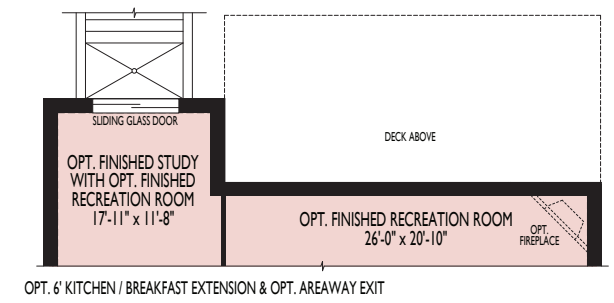 SLIDING GLASS DOOR
DECK ABOVE
OPT. FINISHED STUDY
WITH OPT. FINISHED
RECREATION ROOM
17'-11" x 11'-8"
OPT. FINISHED RECREATION ROOM
26'-0" x 20'-10"
OPT.
FIREPLACE
OPT. 6' KITCHEN / BREAKFAST EXTENSION & OPT. AREAWAY EXIT